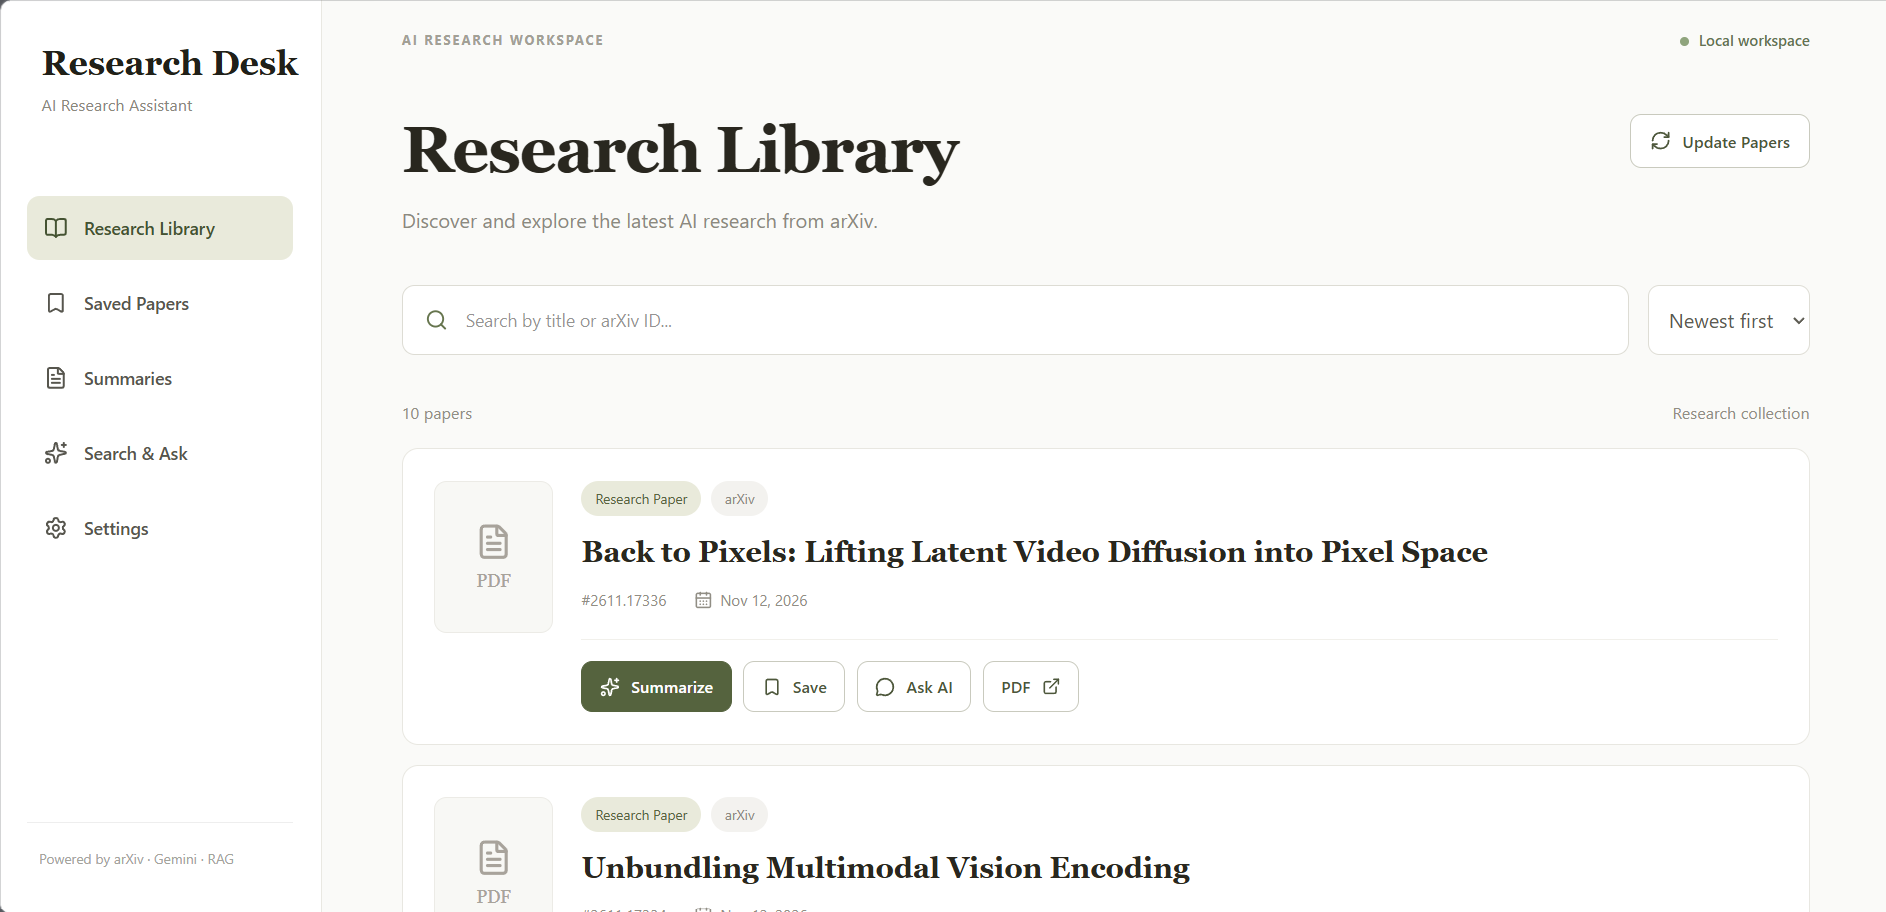 Research Desk
AI Research Assistant
Research Library
Saved Papers
Summaries
Search & Ask
Settings
Powered by arXiv · Gemini · RAG
AI RESEARCH WORKSPACE
Local workspace
Research Library
Update Papers
Discover and explore the latest AI research from arXiv.
Search by title or arXiv ID...
Newest first
10 papers
Research collection
PDF
Research Paper
arXiv
Back to Pixels: Lifting Latent Video Diffusion into Pixel Space
#2611.17336
Nov 12, 2026
Summarize
Save
Ask AI
PDF
PDF
Research Paper
arXiv
Unbundling Multimodal Vision Encoding